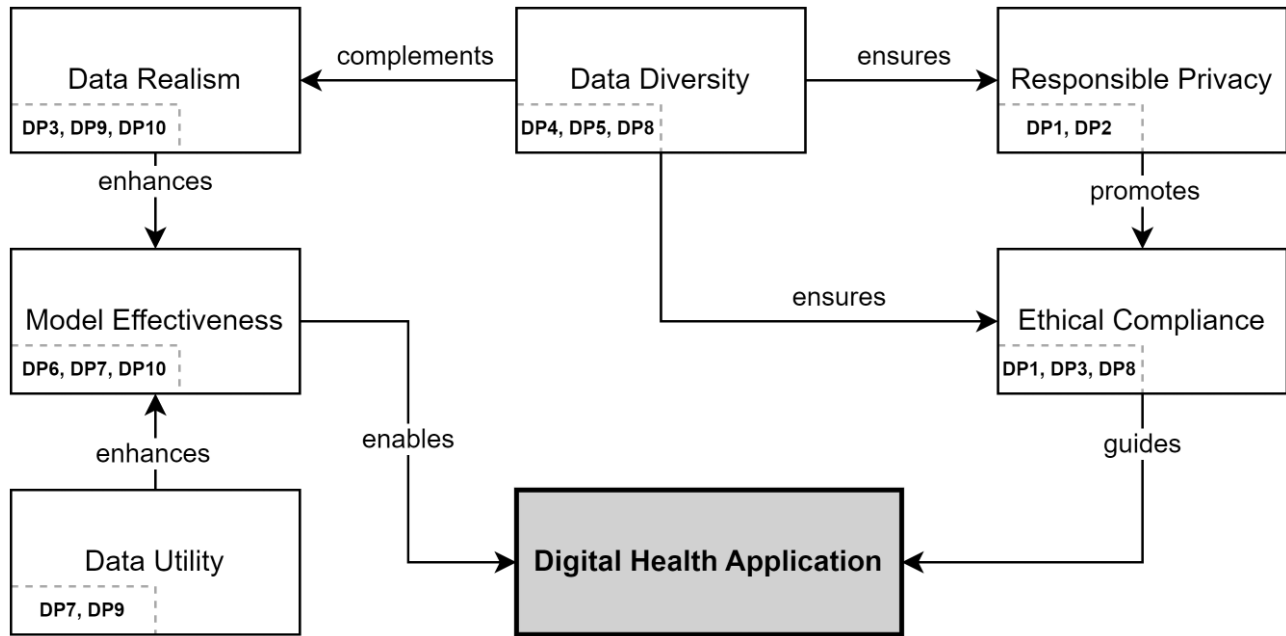 Data Realism
DP3, DP9, DP10
complements
Data Diversity
DP4, DP5, DP8
ensures
Responsible Privacy
DP1, DP2
enhances
promotes
Model Effectiveness
DP6, DP7, DP10
ensures
Ethical Compliance
DP1, DP3, DP8
enhances
enables
guides
Data Utility
DP7, DP9
Digital Health Application